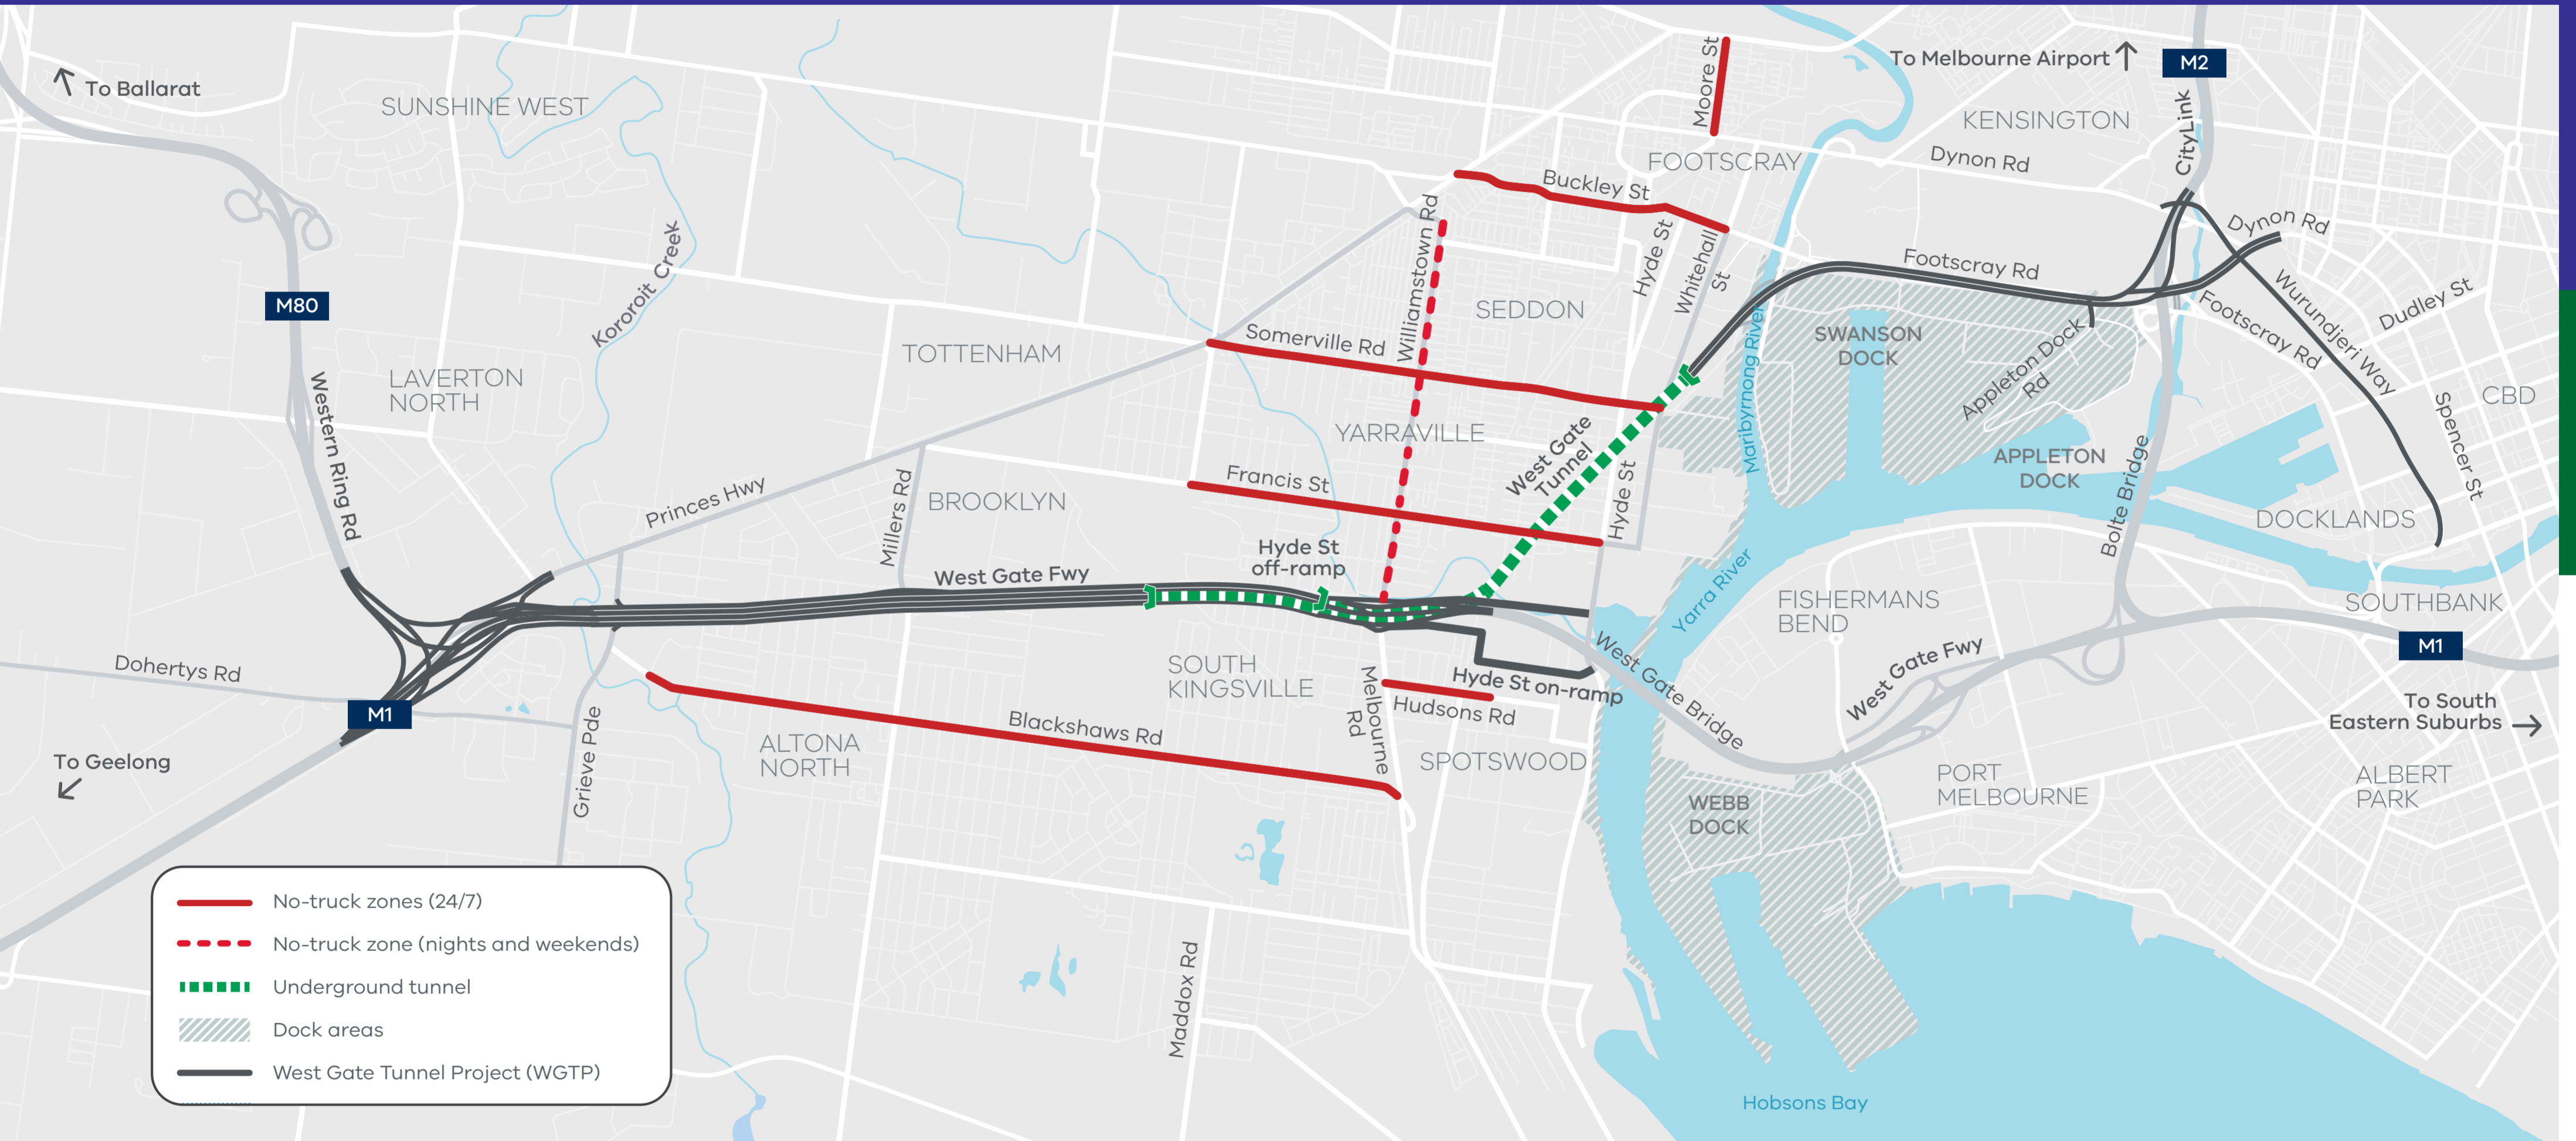 To Ballarat
SUNSHINE WEST
Moore St
To Melbourne Airport
M2
CityLink
KENSINGTON
FOOTSCRAY
Dynon Rd
Buckley St
Kororoit Creek
Williamstown Rd
Hyde St
Whitehall
St
Footscray Rd
Dynon Rd
M80
SEDDON
Maribyrnong River
SWANSON
DOCK
Appleton Dock
Rd
Footscray Rd
Wurundjeri Way
Dudley St
TOTTENHAM
Somerville Rd
Western Ring Rd
LAVERTON
NORTH
CBD
Spencer St
YARRAVILLE
West Gate
Tunnel
APPLETON
DOCK
Bolte Bridge
Princes Hwy
Millers Rd
BROOKLYN
Francis St
Hyde St
DOCKLANDS
Hyde St
off-ramp
West Gate Fwy
Yarra River
FISHERMANS
BEND
SOUTHBANK
M1
Dohertys Rd
SOUTH
KINGSVILLE
Melbourne
Rd
Hyde St on-ramp
West Gate Bridge
West Gate Fwy
M1
Hudsons Rd
To South
Eastern Suburbs
Grieve Pde
ALTONA
NORTH
Blackshaws Rd
SPOTSWOOD
To Geelong
WEBB
DOCK
PORT
MELBOURNE
ALBERT
PARK
No-truck zones (24/7)
No-truck zone (nights and weekends)
Underground tunnel
Dock areas
West Gate Tunnel Project (WGTP)
Maddox Rd
Hobsons Bay